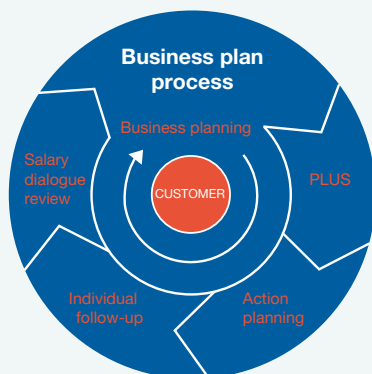 Business plan
process
Business planning
PLUS
Action
planning
Individual
follow-up
Salary
dialogue
review
CUSTOMER